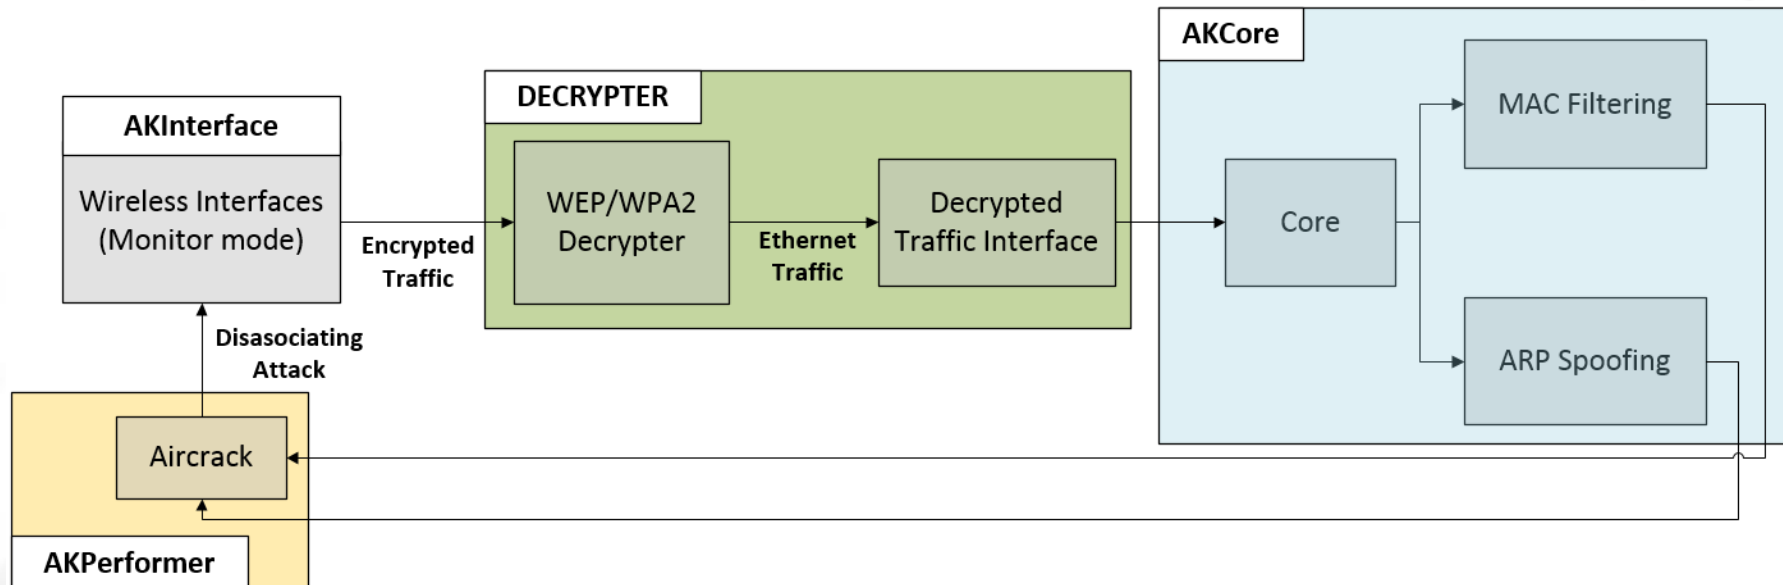 AKInterface
Wireless Interfaces
(Monitor mode)
Encrypted
Traffic
DECRYPTER
WEP/WPA2
Decrypter
Ethernet
Traffic
Decrypted
Traffic Interface
AKCore
Core
MAC Filtering
ARP Spoofing
Disasociating
Attack
Aircrack
AKPerformer